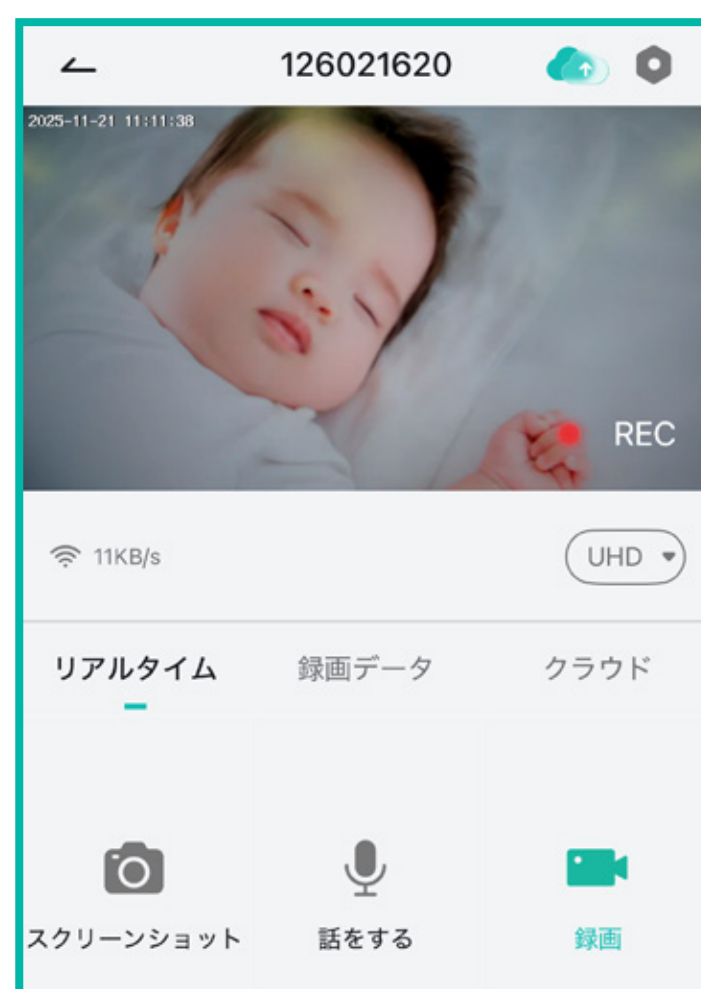 126021620
2025-11-21 11:11:38
REC
11KB/s
UHD
リアルタイム 録画データ クラウド
スクリーンショット 話をする 録画